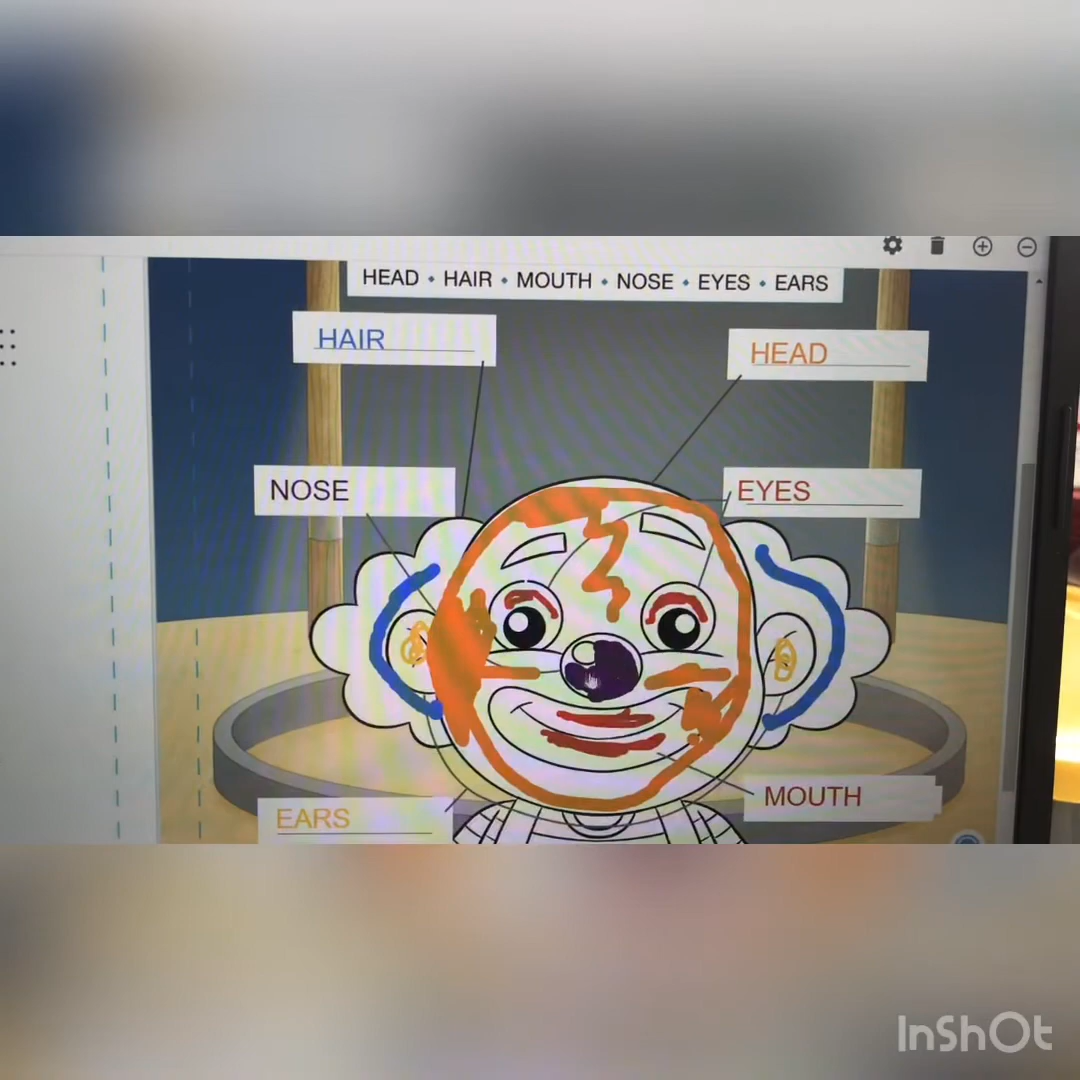 HEAD • HAIR • MOUTH • NOSE • EYES • EARS
HAIR
HEAD
NOSE
EYES
MOUTH
EARS
InShOt